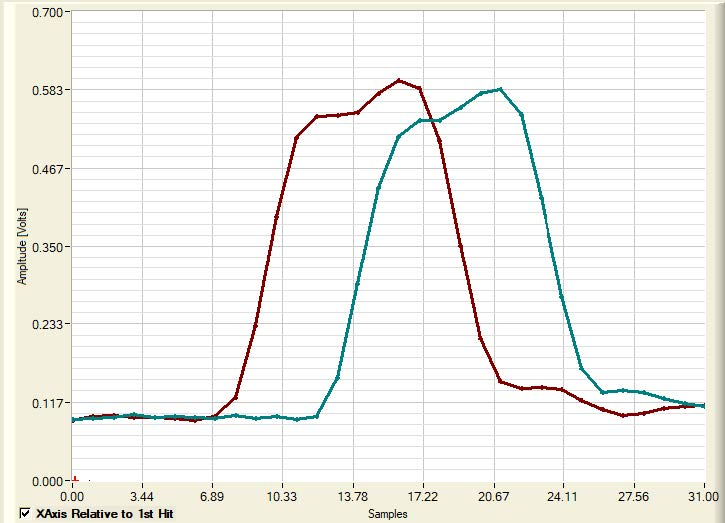 0.700
0.583
0.467
0.350
0.233
0.117
0.000
Amplitude [Volts]
0.00 3.44 6.89 10.33 13.78 17.22 20.67 24.11 27.56 31.00
XAxis Relative to 1st Hit
Samples